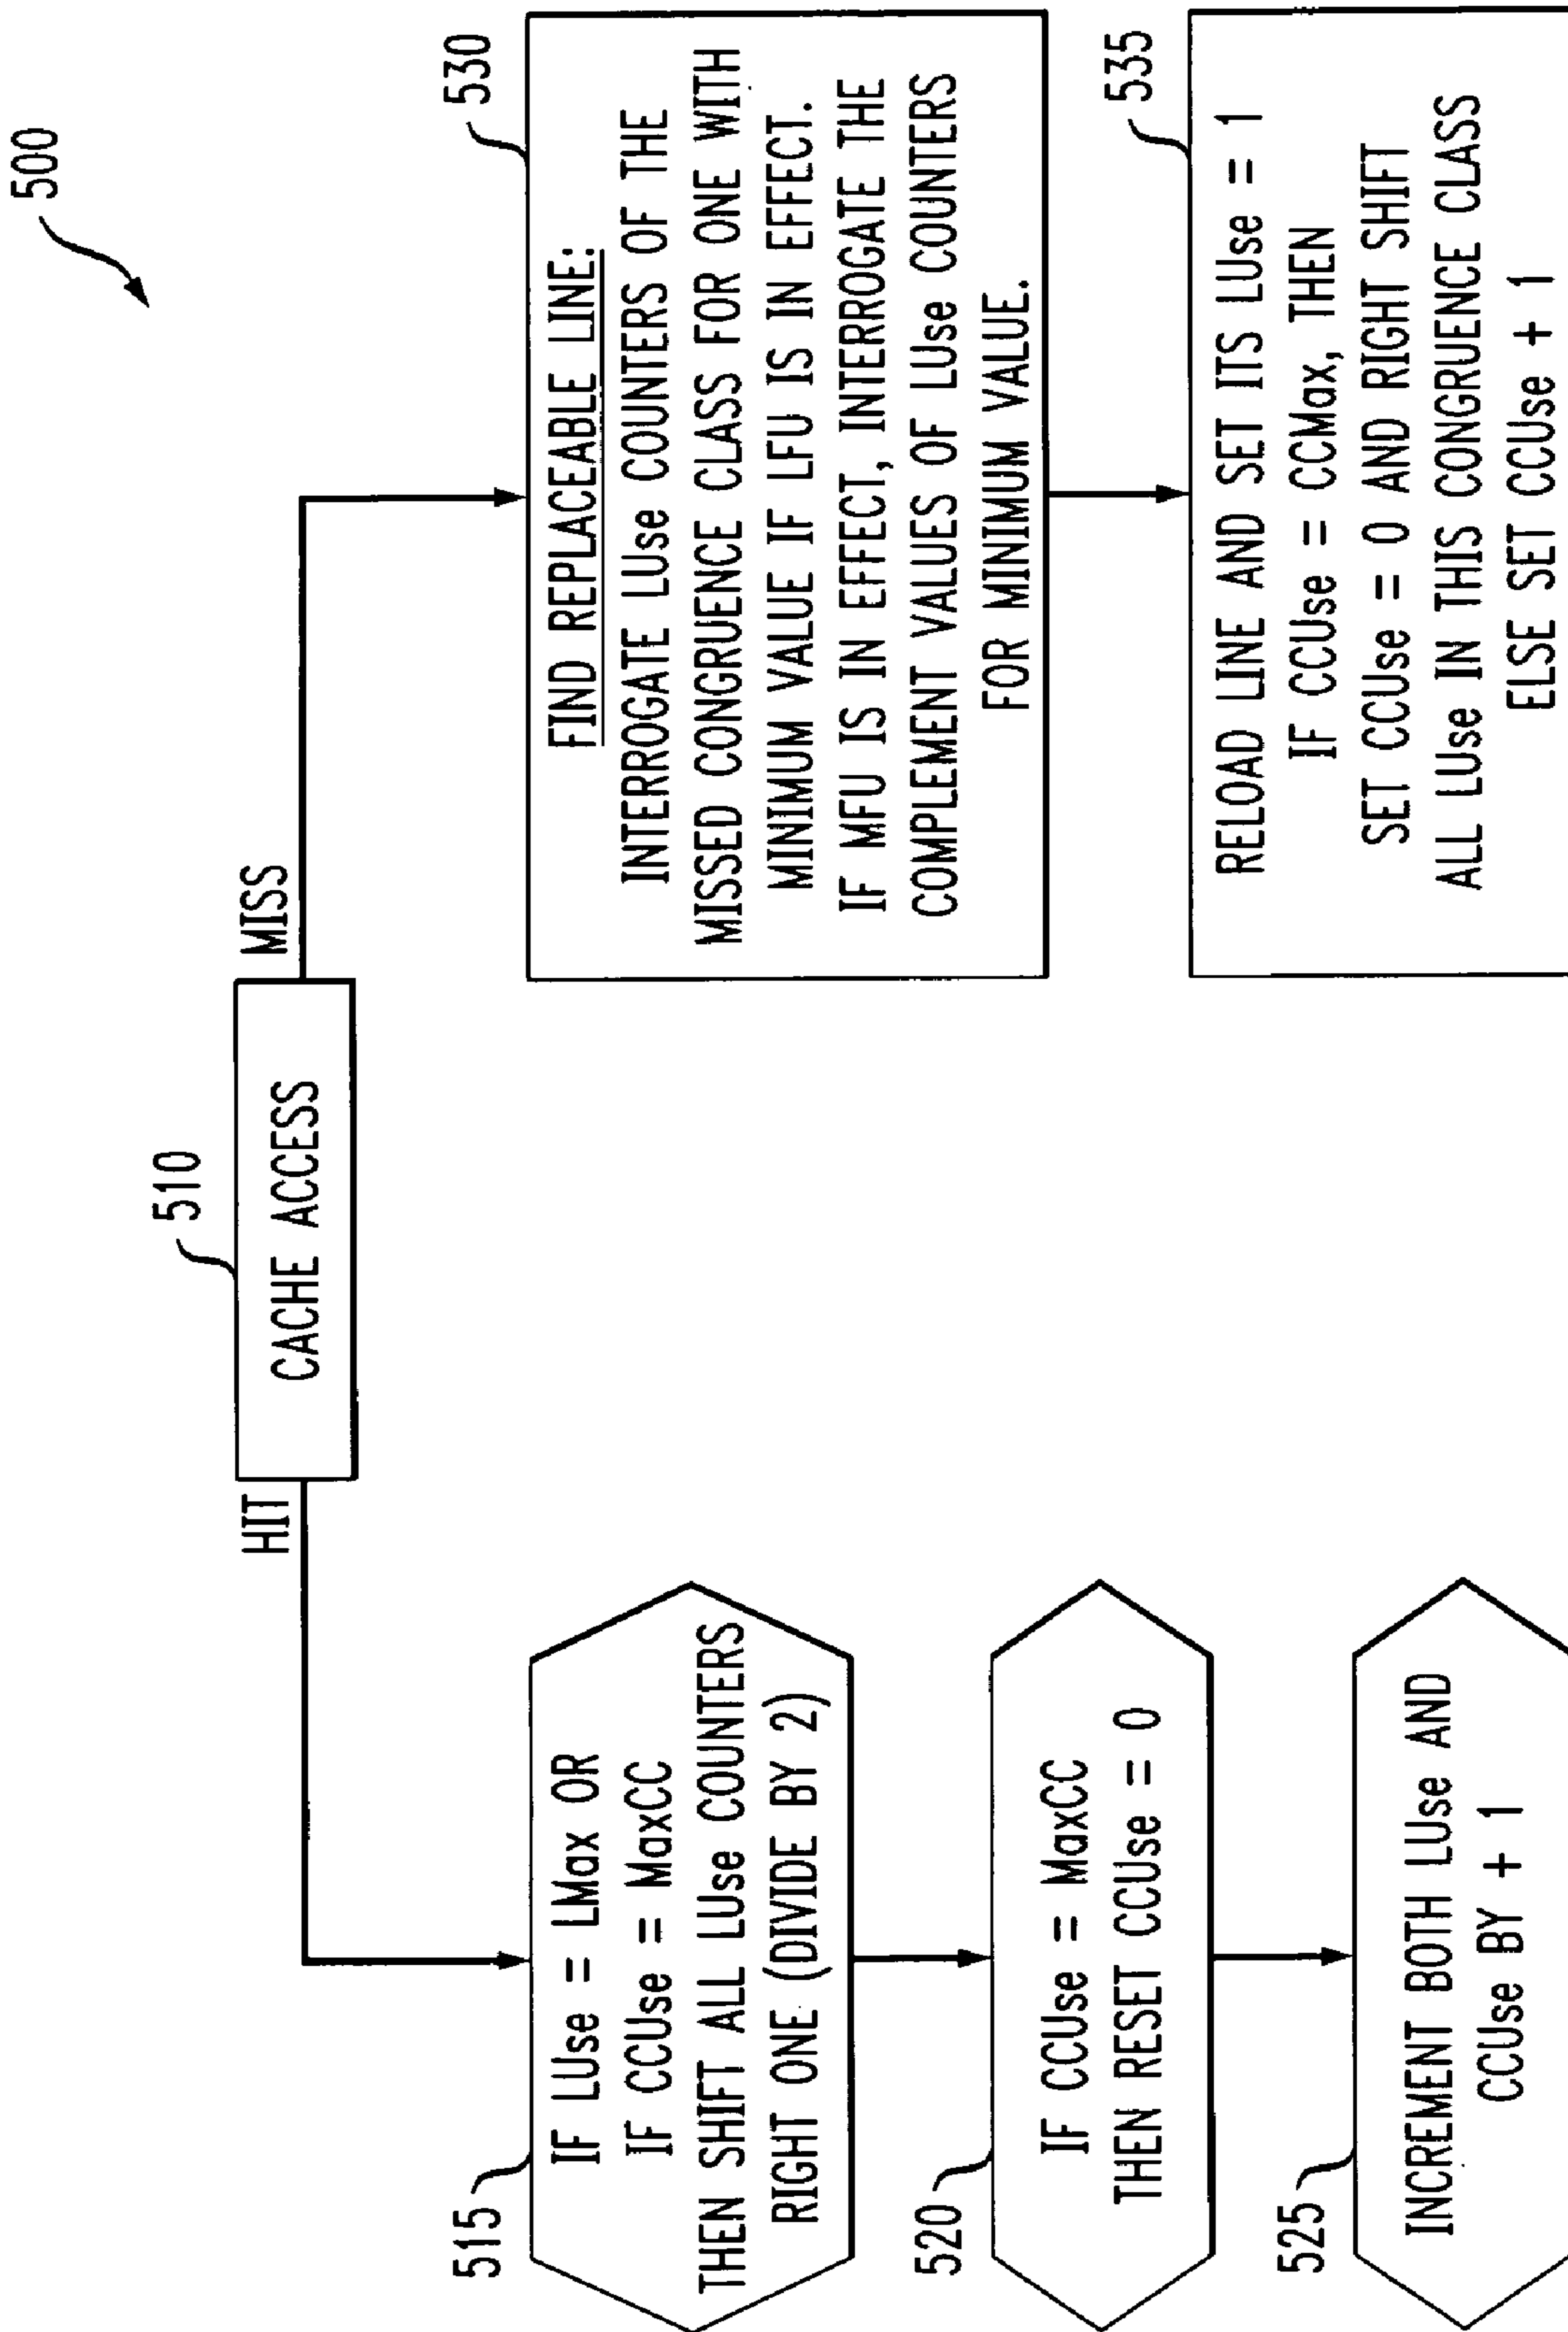 500
510
CACHE ACCESS
HIT
MISS
515
IF LUse = LMax OR
IF CCUse = MaxCC
THEN SHIFT ALL LUse COUNTERS
RIGHT ONE (DIVIDE BY 2)
520
IF CCUse = MaxCC
THEN RESET CCUse = 0
525
INCREMENT BOTH LUse AND
CCUse BY + 1
530
FIND REPLACEABLE LINE:
INTERROGATE LUse COUNTERS OF THE
MISSED CONGRUENCE CLASS FOR ONE WITH
MINIMUM VALUE IF LFU IS IN EFFECT.
IF MFU IS IN EFFECT, INTERROGATE THE
COMPLEMENT VALUES OF LUse COUNTERS
FOR MINIMUM VALUE.
535
RELOAD LINE AND SET ITS LUse = 1
IF CCUse = CCMax, THEN
SET CCUse = 0 AND RIGHT SHIFT
ALL LUse IN THIS CONGRUENCE CLASS
ELSE SET CCUse + 1